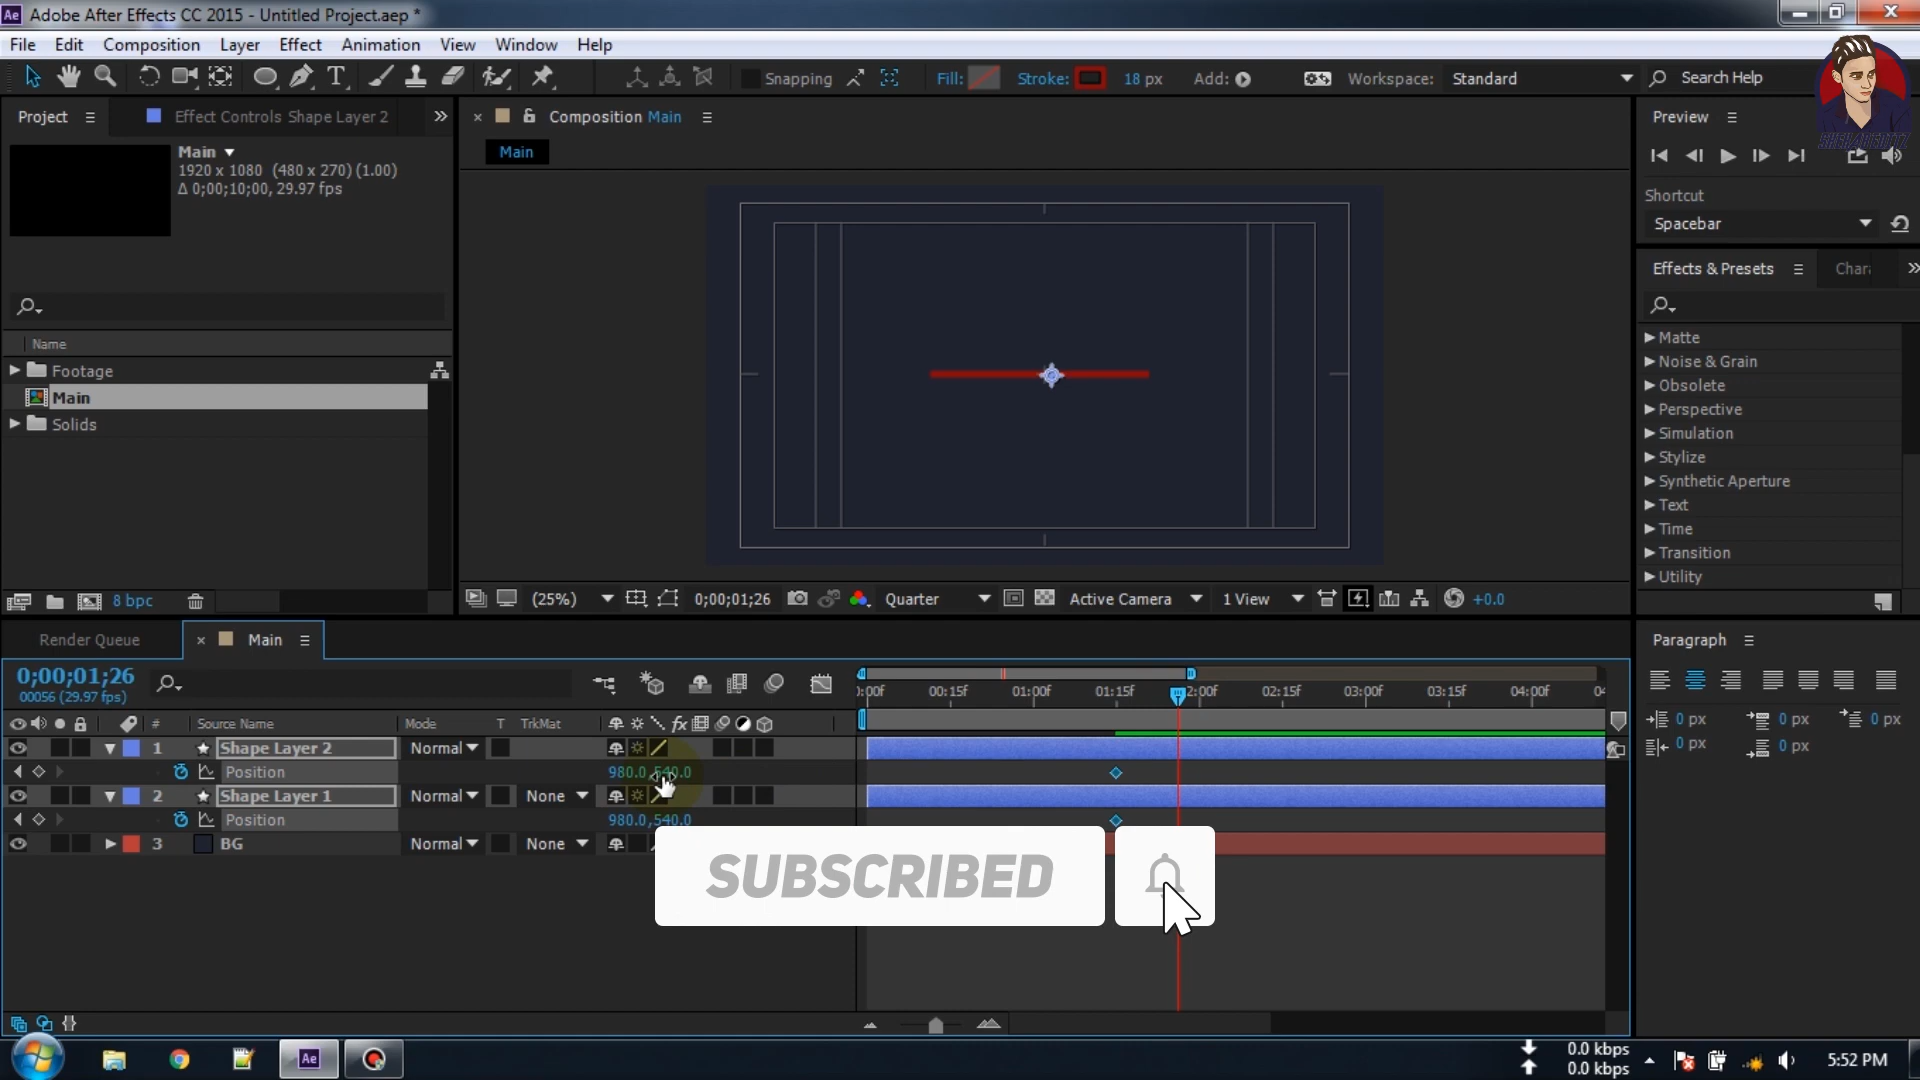 Ae Adobe After Effects CC 2015 - Untitled Project.aep *
File Edit Composition Layer Effect Animation View Window Help
T Snapping Fill: Stroke: 18 px Add: Workspace: Standard Search Help
Project Effect Controls Shape Layer 2
Main
1920 x 1080 (480 x 270) (1.00)
Δ 0;00;10;00, 29.97 fps
Name
Footage
Main
Solids
8 bpc
Composition Main
Main
(25%) 0;00;01;26 Quarter Active Camera 1 View +0.0
Preview
Shortcut
Spacebar
Effects & Presets Chara
Matte
Noise & Grain
Obsolete
Perspective
Simulation
Stylize
Synthetic Aperture
Text
Time
Transition
Utility
Render Queue Main
0;00;01;26
00056 (29.97 fps)
):00f 00:15f 01:00f 01:15f 2:00f 02:15f 03:00f 03:15f 04:00f
# Source Name Mode T TrkMat fx
1 Shape Layer 2 Normal
Position 980.0,540.0
2 Shape Layer 1 Normal None
Position 980.0,540.0
3 BG Normal None
SUBSCRIBED
Paragraph
0 px 0 px 0 px
0 px 0 px
Ae
0.0 kbps
0.0 kbps
5:52 PM